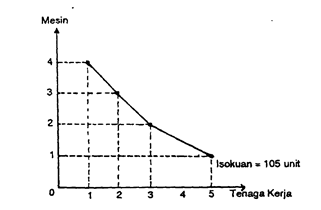 Mesin
4
3
2
1
Isokuan = 105 unit
0 1 2 3 4 5 Tenaga Kerja